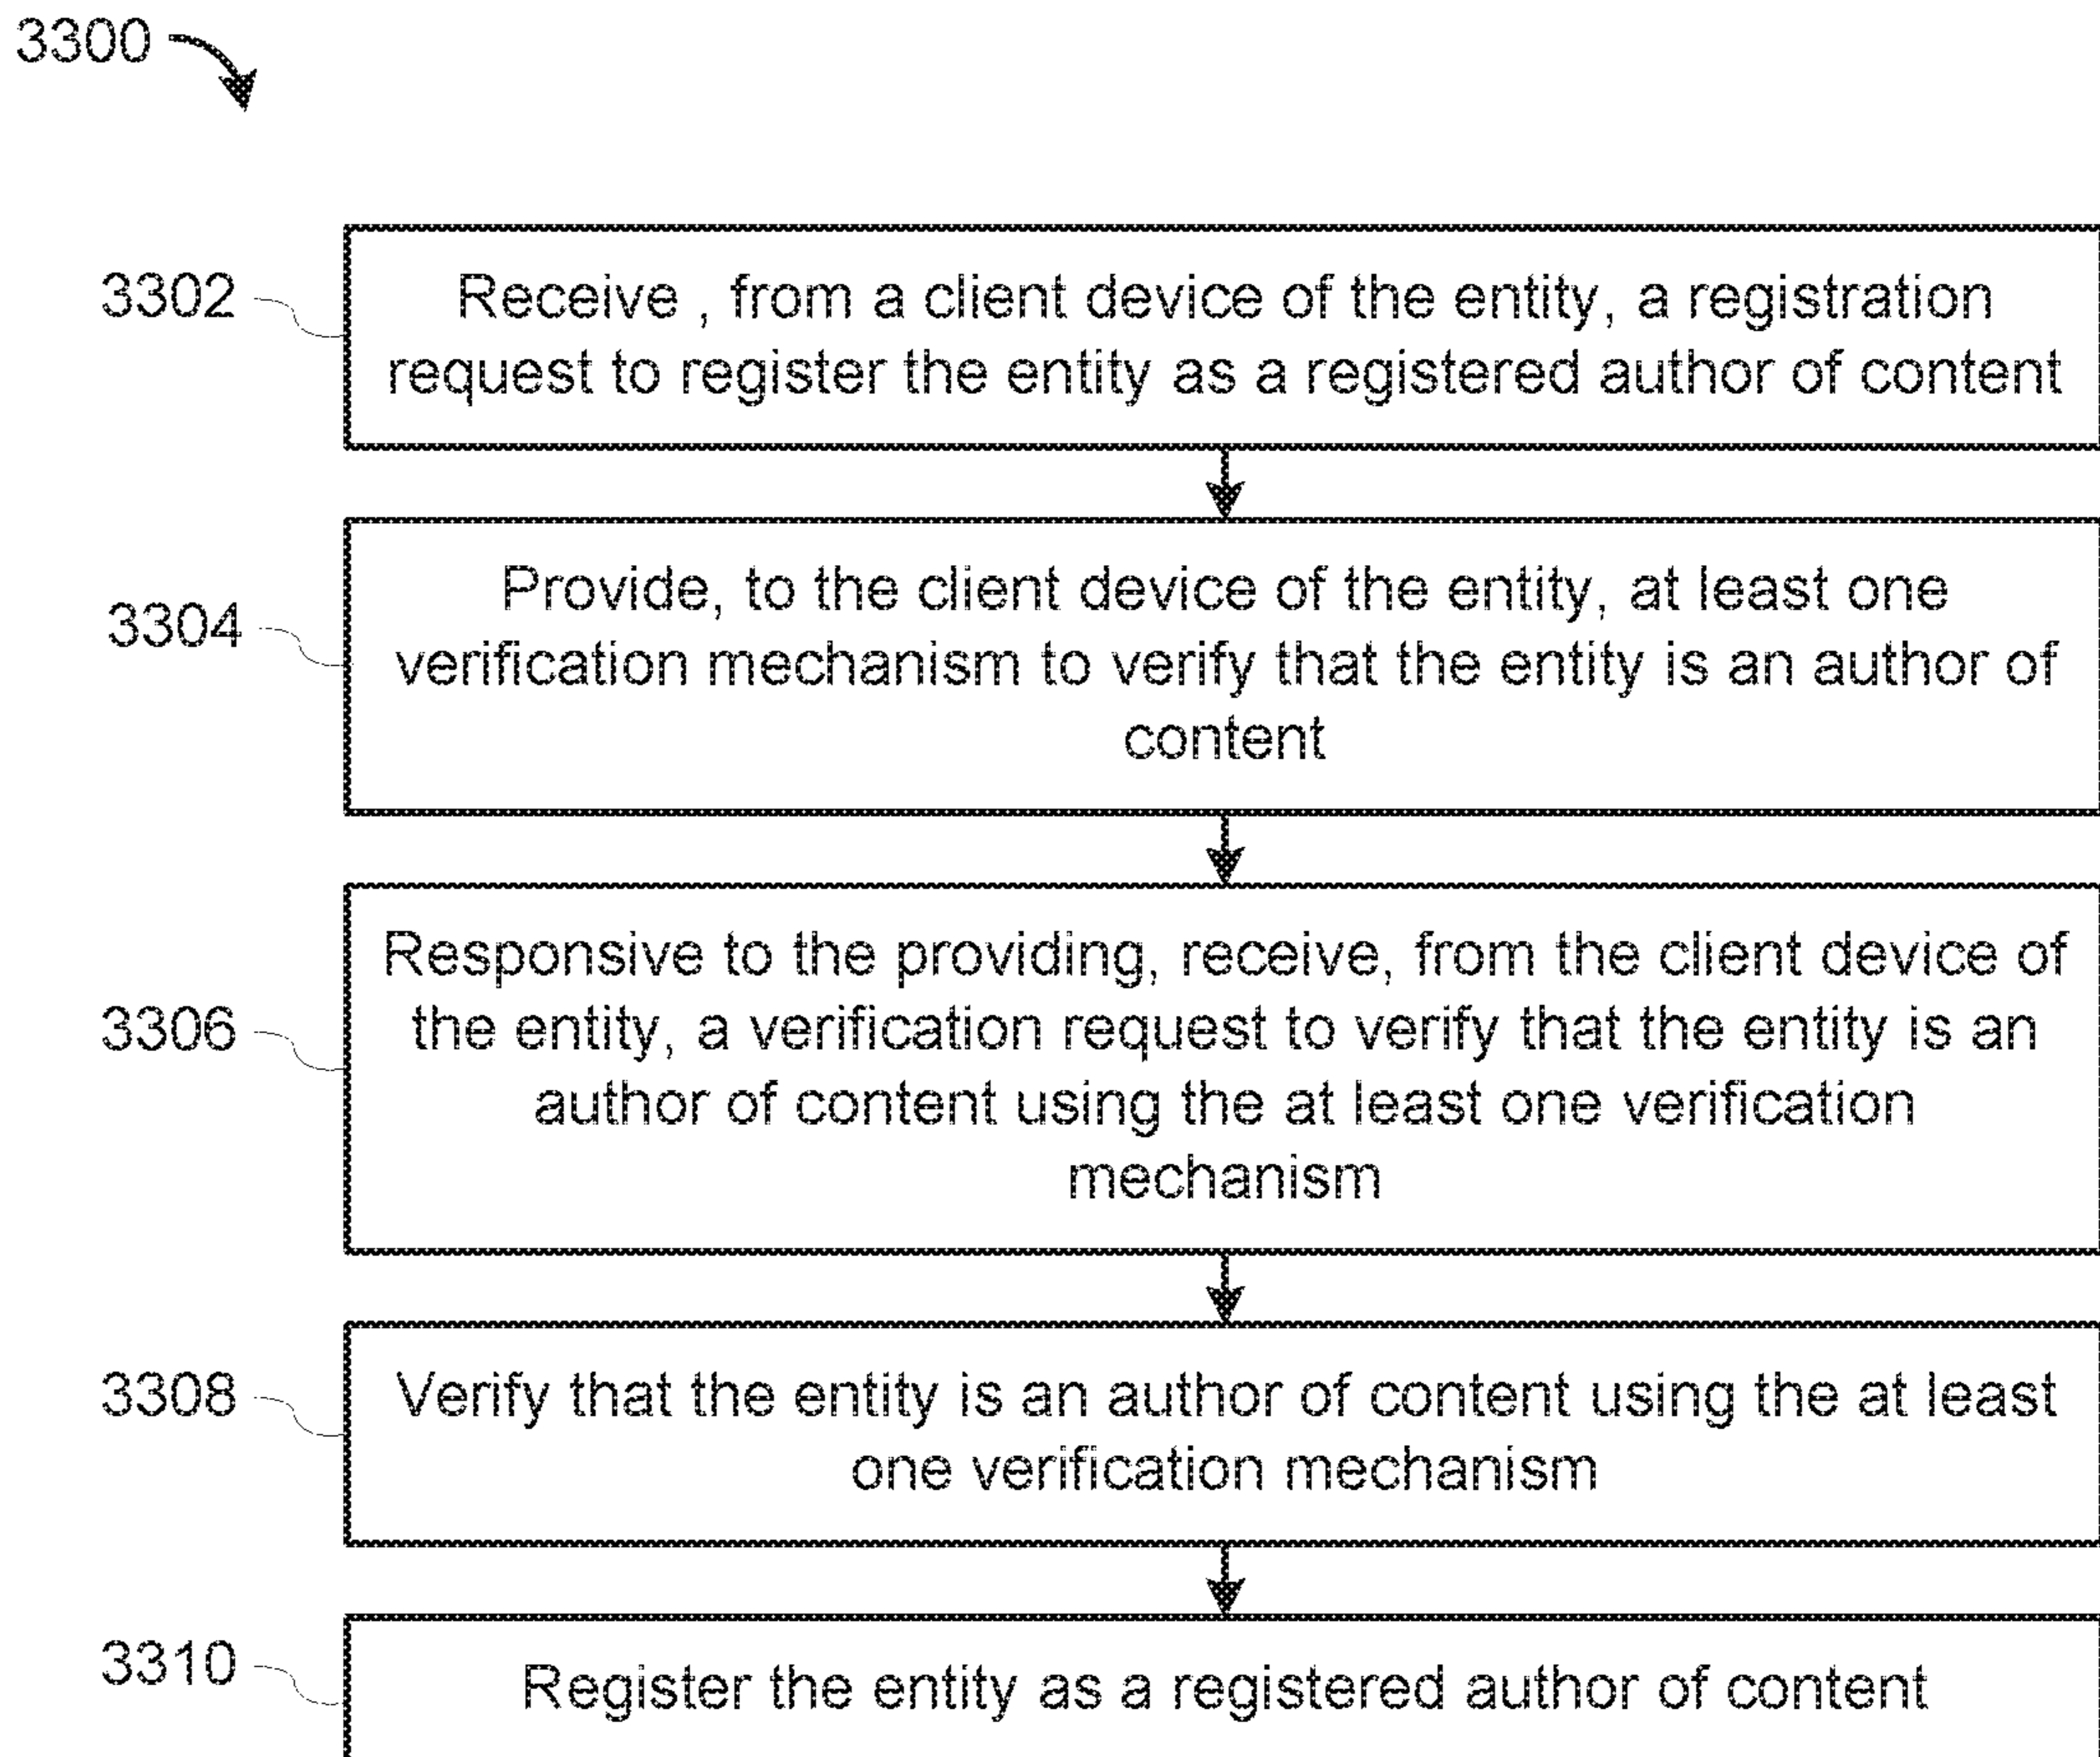 3300
3302
Receive , from a client device of the entity, a registration
request to register the entity as a registered author of content
3304
Provide, to the client device of the entity, at least one
verification mechanism to verify that the entity is an author of
content
3306
Responsive to the providing, receive, from the client device of
the entity, a verification request to verify that the entity is an
author of content using the at least one verification
mechanism
3308
Verify that the entity is an author of content using the at least
one verification mechanism
3310
Register the entity as a registered author of content